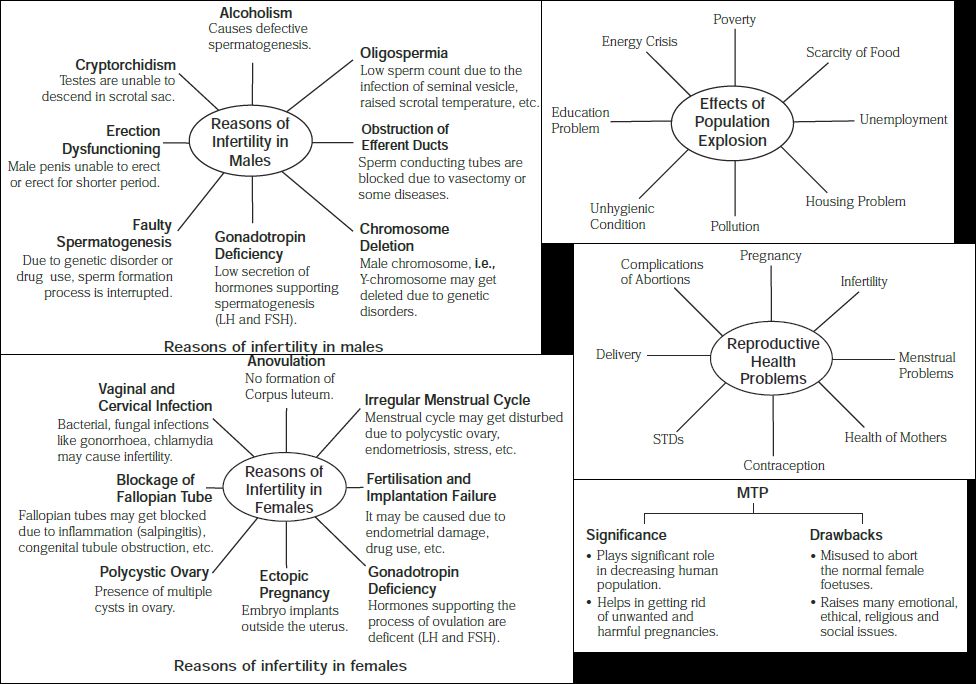 Alcoholism
Causes defective
spermatogenesis.
Cryptorchidism
Testes are unable to
descend in scrotal sac.
Oligospermia
Low sperm count due to the
infection of seminal vesicle,
raised scrotal temperature, etc.
Erection
Dysfunctioning
Male penis unable to erect
or erect for shorter period.
Reasons of
Infertility in
Males
Obstruction of
Efferent Ducts
Sperm conducting tubes are
blocked due to vasectomy or
some diseases.
Faulty
Spermatogenesis
Due to genetic disorder or
drug use, sperm formation
process is interrupted.
Gonadotropin
Deficiency
Low secretion of
hormones supporting
spermatogenesis
(LH and FSH).
Chromosome
Deletion
Male chromosome, i.e.,
Y-chromosome may get
deleted due to genetic
disorders.
Reasons of infertility in males
Poverty
Energy Crisis
Scarcity of Food
Education
Problem
Effects of
Population
Explosion
Unemployment
Unhygienic
Condition
Pollution
Housing Problem
Anovulation
No formation of
Corpus luteum.
Vaginal and
Cervical Infection
Bacterial, fungal infections
like gonorrhoea, chlamydia
may cause infertility.
Irregular Menstrual Cycle
Menstrual cycle may get disturbed
due to polycystic ovary,
endometriosis, stress, etc.
Blockage of
Fallopian Tube
Fallopian tubes may get blocked
due to inflammation (salpingitis),
congenital tubule obstruction, etc.
Reasons of
Infertility in
Females
Fertilisation and
Implantation Failure
It may be caused due to
endometrial damage,
drug use, etc.
Polycystic Ovary
Presence of multiple
cysts in ovary.
Ectopic
Pregnancy
Embryo implants
outside the uterus.
Gonadotropin
Deficiency
Hormones supporting the
process of ovulation are
deficent (LH and FSH).
Reasons of infertility in females
Complications
of Abortions
Pregnancy
Infertility
Delivery
Reproductive
Health
Problems
Menstrual
Problems
STDs
Contraception
Health of Mothers
MTP
Significance
• Plays significant role
in decreasing human
population.
• Helps in getting rid
of unwanted and
harmful pregnancies.
Drawbacks
• Misused to abort
the normal female
foetuses.
• Raises many emotional,
ethical, religious and
social issues.